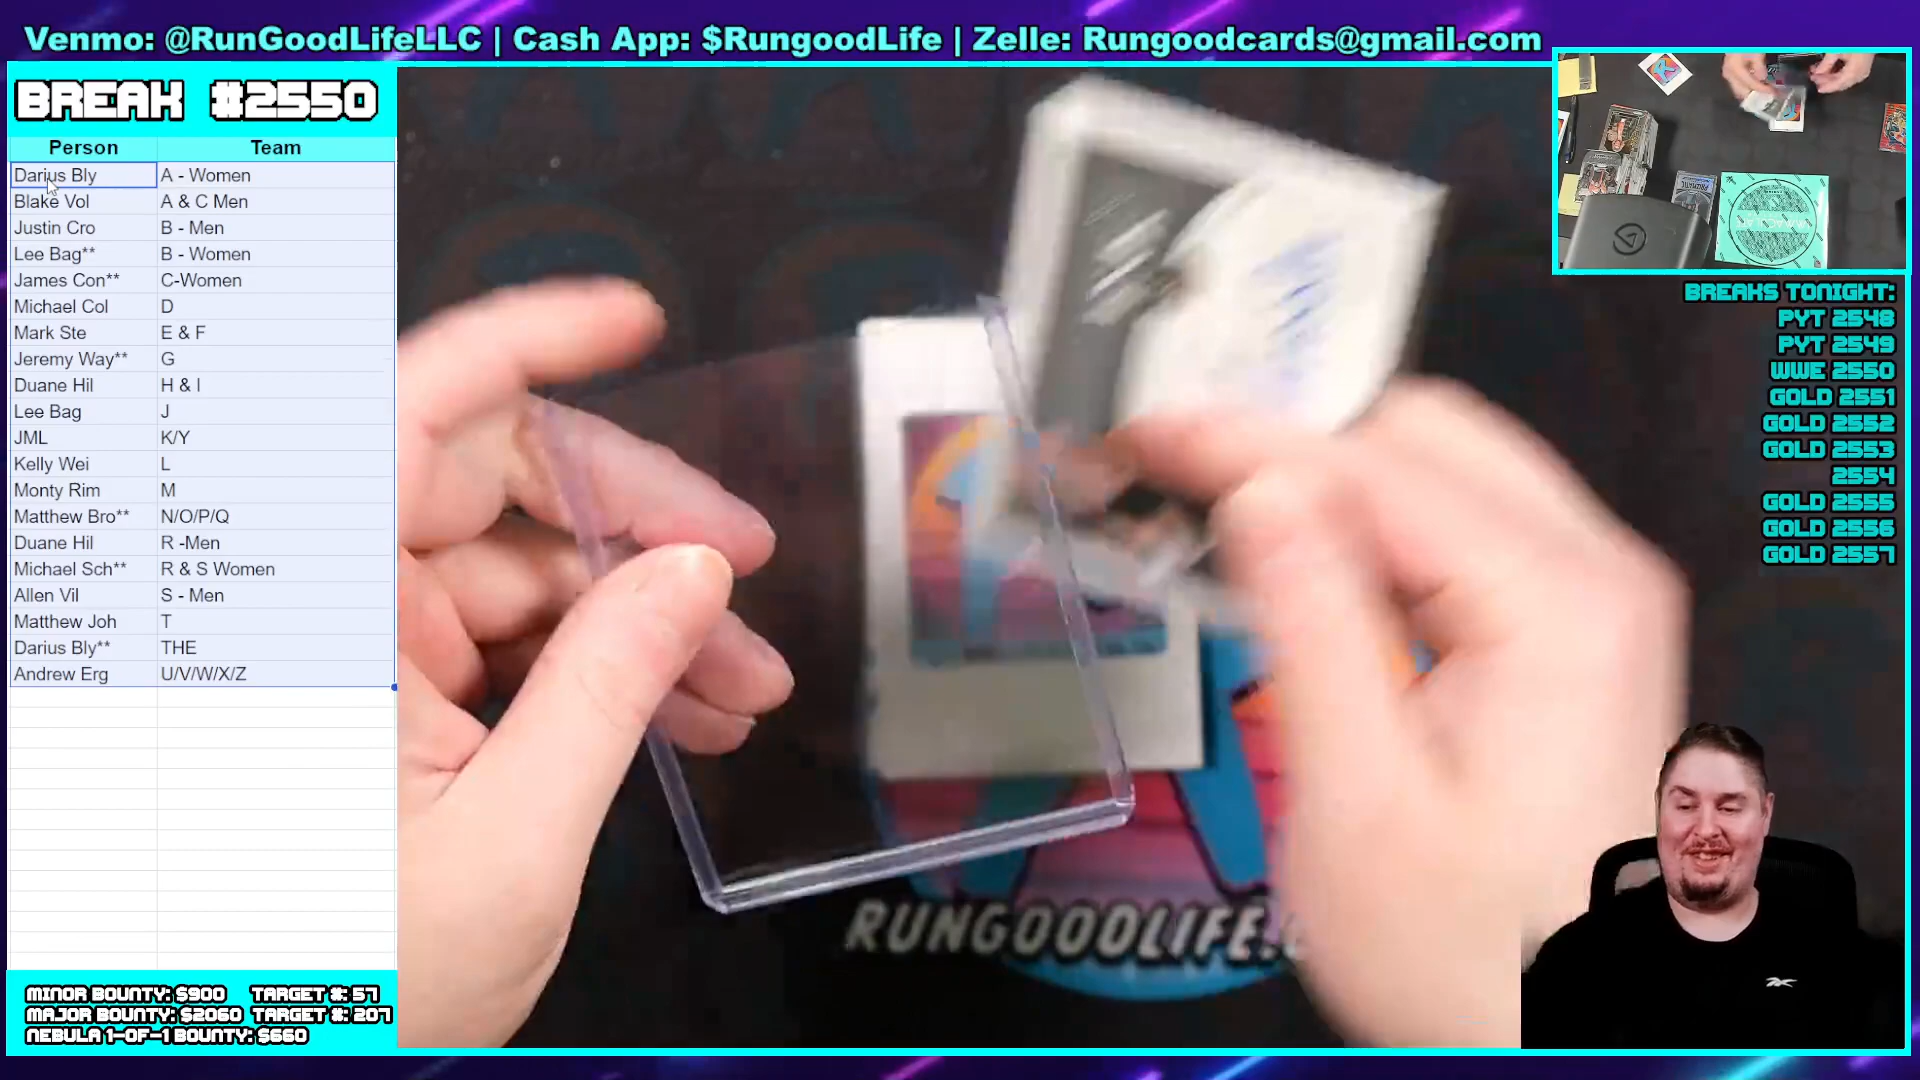 Venmo: @RunGoodLifeLLC | Cash App: $RungoodLife | Zelle: Rungoodcards@gmail.com
BREAK #2550
Person Team
Darius Bly A - Women
Blake Vol A & C Men
Justin Cro B - Men
Lee Bag** B - Women
James Con** C-Women
Michael Col D
Mark Ste E & F
Jeremy Way** G
Duane Hil H & I
Lee Bag J
JML K/Y
Kelly Wei L
Monty Rim M
Matthew Bro** N/O/P/Q
Duane Hil R -Men
Michael Sch** R & S Women
Allen Vil S - Men
Matthew Joh T
Darius Bly** THE
Andrew Erg U/V/W/X/Z
MINOR BOUNTY: $900 TARGET #: 57
MAJOR BOUNTY: $2060 TARGET #: 207
NEBULA 1-OF-1 BOUNTY: $660
RUNGOODLIFE.
BREAKS TONIGHT:
PYT 2548
PYT 2549
WWE 2550
GOLD 2551
GOLD 2552
GOLD 2553
2554
GOLD 2555
GOLD 2556
GOLD 2557